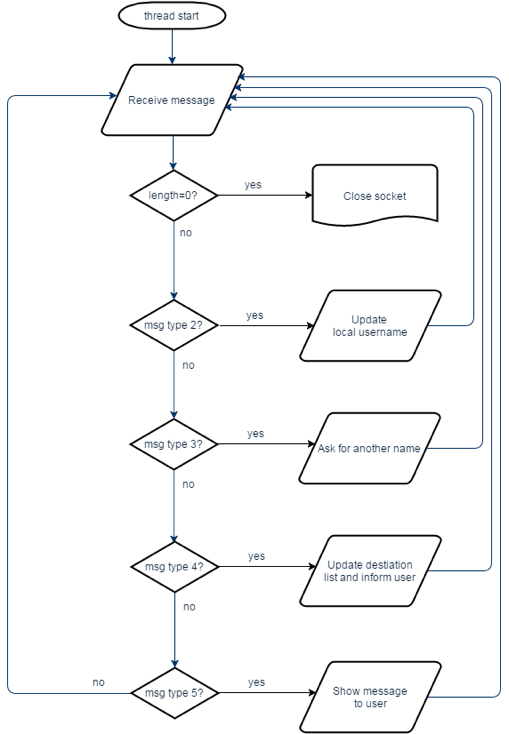 thread start
Receive message
length=0?
yes
Close socket
no
msg type 2?
yes
Update
local username
no
msg type 3?
yes
Ask for another name
no
msg type 4?
yes
Update destiation
list and inform user
no
no
msg type 5?
yes
Show message
to user